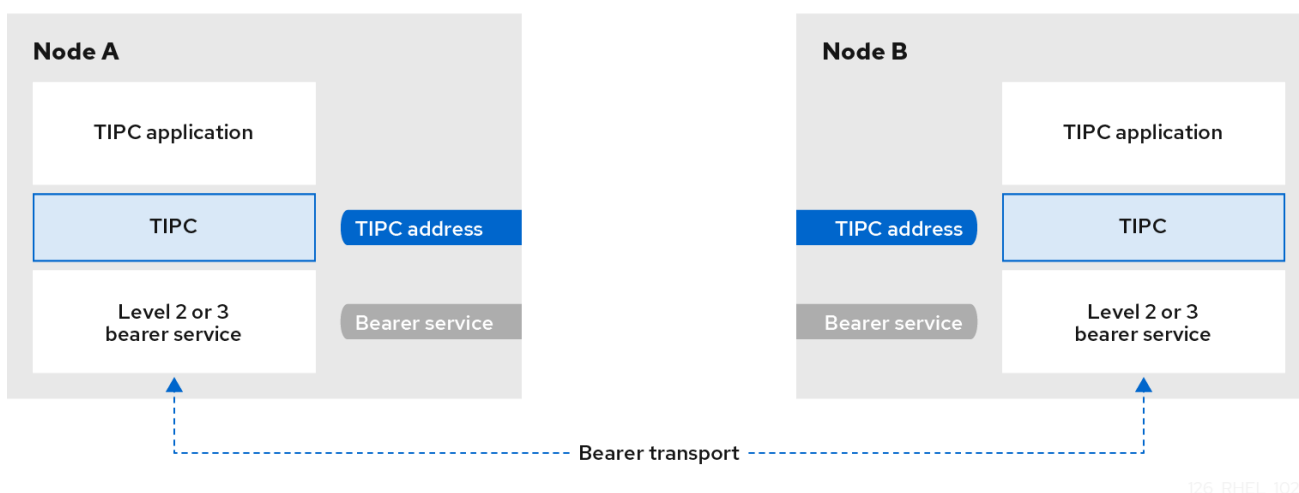 Node A
TIPC application
TIPC
TIPC address
Level 2 or 3
bearer service
Bearer service
Node B
TIPC application
TIPC address
TIPC
Bearer service
Level 2 or 3
bearer service
Bearer transport
126_RHEL_102